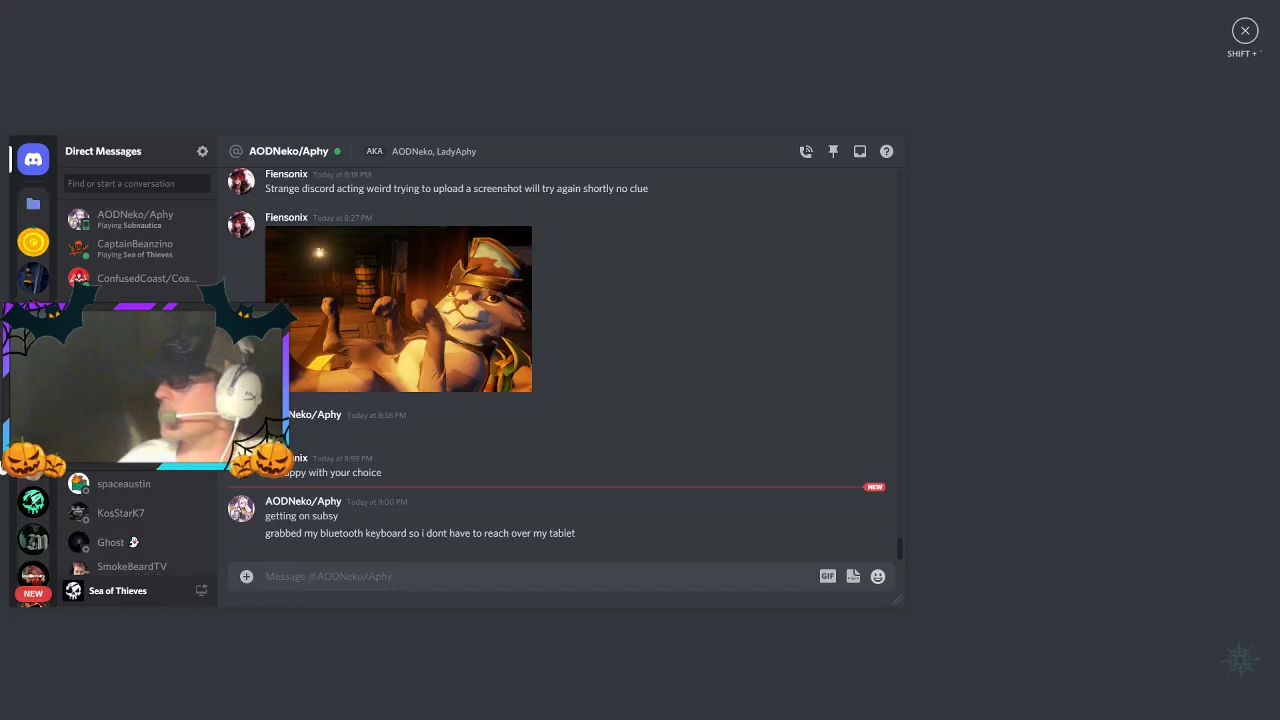 SHIFT + `
Direct Messages
Find or start a conversation
AODNeko/Aphy
Playing Subnautica
CaptainBeanzino
Playing Sea of Thieves
ConfusedCoast/Coa...
spaceaustin
KosStarK7
Ghost 👻
SmokeBeardTV
NEW
Sea of Thieves
@ AODNeko/Aphy AKA AODNeko, LadyAphy
Fiensonix Today at 8:18 PM
Strange discord acting weird trying to upload a screenshot will try again shortly no clue
Fiensonix Today at 8:27 PM
Neko/Aphy Today at 8:58 PM
nix Today at 8:59 PM
appy with your choice
NEW
AODNeko/Aphy Today at 9:00 PM
getting on subsy
grabbed my bluetooth keyboard so i dont have to reach over my tablet
Message @AODNeko/Aphy
GIF